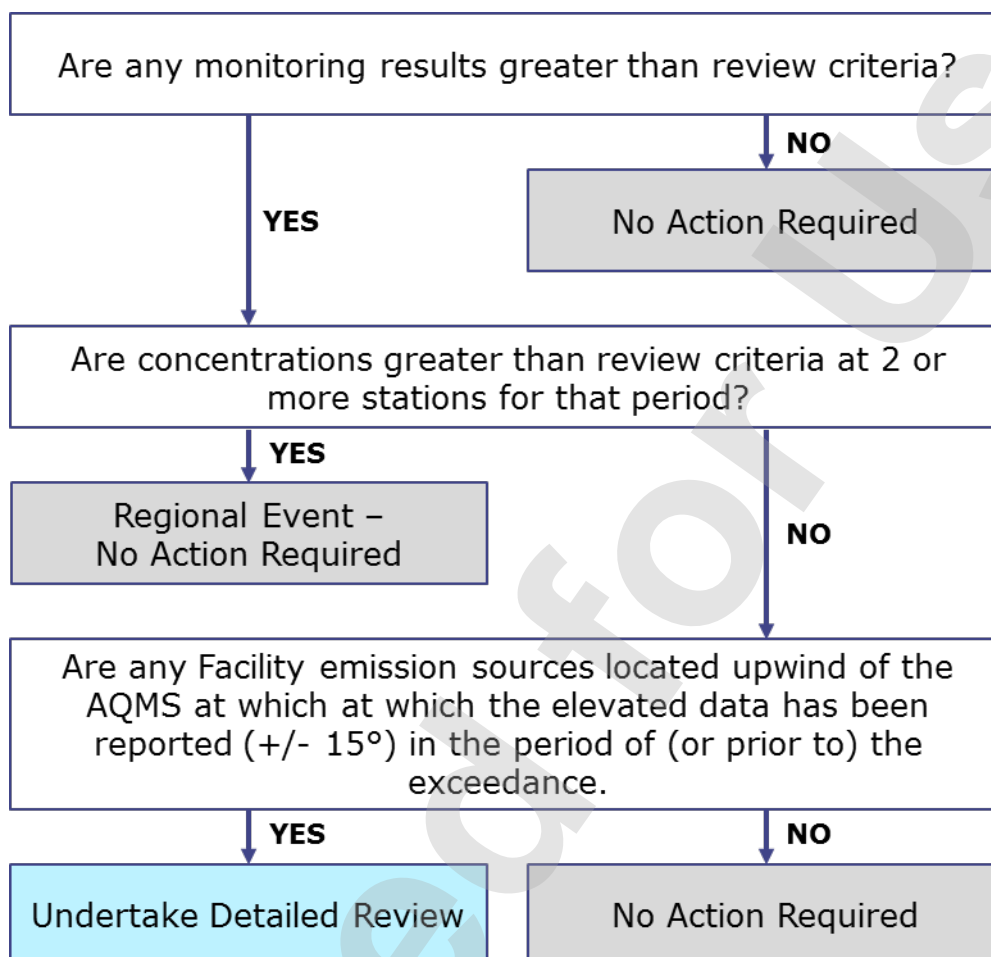 Are any monitoring results greater than review criteria?
NO
No Action Required
YES
Are concentrations greater than review criteria at 2 or
more stations for that period?
YES
Regional Event –
No Action Required
NO
Are any Facility emission sources located upwind of the
AQMS at which at which the elevated data has been
reported (+/- 15°) in the period of (or prior to) the
exceedance.
YES
Undertake Detailed Review
NO
No Action Required
ed for Us